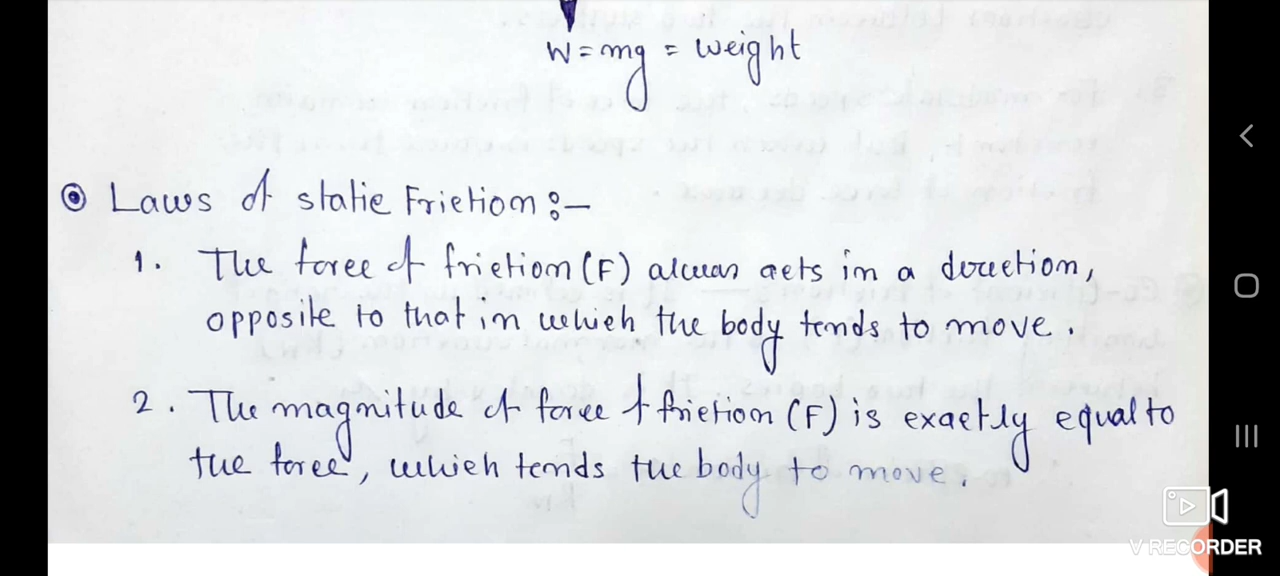 W = mg = weight
Laws of static Friction :-
1. The force of friction (F) always acts in a direction,
opposite to that in which the body tends to move.
2. The magnitude of force of friction (F) is exactly equal to
the force, which tends the body to move.
V RECORDER